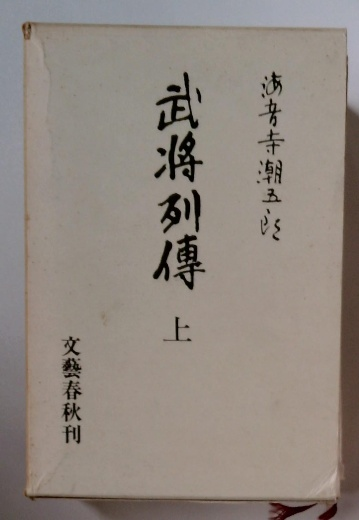 海音寺潮五郎
武将列傳
上
文藝春秋刊